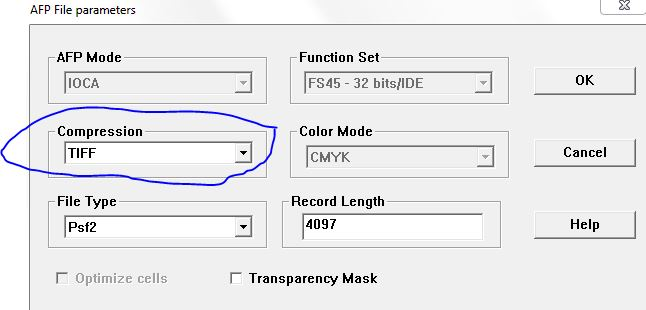 AFP File parameters
AFP Mode
Function Set
IOCA
FS45 - 32 bits/IDE
OK
Compression
Color Mode
TIFF
CMYK
Cancel
File Type
Record Length
Psf2
4097
Help
Optimize cells
Transparency Mask